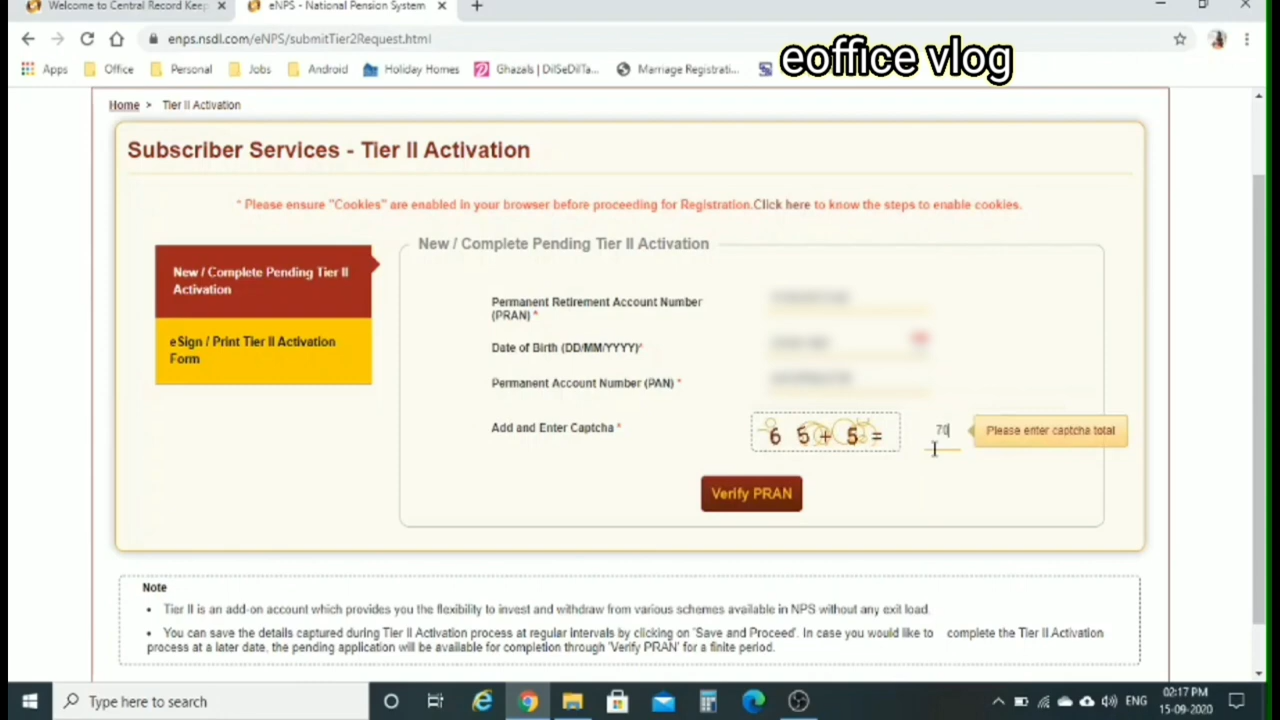 Welcome to Central Record Keep
eNPS - National Pension System
enps.nsdl.com/eNPS/submitTier2Request.html
eoffice vlog
Apps Office Personal Jobs Android Holiday Homes Ghazals | DilSeDilTa... Marriage Registrati...
Home > Tier II Activation
Subscriber Services - Tier II Activation
* Please ensure "Cookies" are enabled in your browser before proceeding for Registration.Click here to know the steps to enable cookies.
New / Complete Pending Tier II Activation
New / Complete Pending Tier II
Activation
eSign / Print Tier II Activation
Form
Permanent Retirement Account Number
(PRAN) *
Date of Birth (DD/MM/YYYY)*
Permanent Account Number (PAN) *
Add and Enter Captcha *
6 5 + 5 =
70
Please enter captcha total
Verify PRAN
Note
• Tier II is an add-on account which provides you the flexibility to invest and withdraw from various schemes available in NPS without any exit load.
• You can save the details captured during Tier II Activation process at regular intervals by clicking on 'Save and Proceed'. In case you would like to complete the Tier II Activation
process at a later date, the pending application will be available for completion through 'Verify PRAN' for a finite period.
Type here to search
ENG
02:17 PM
15-09-2020